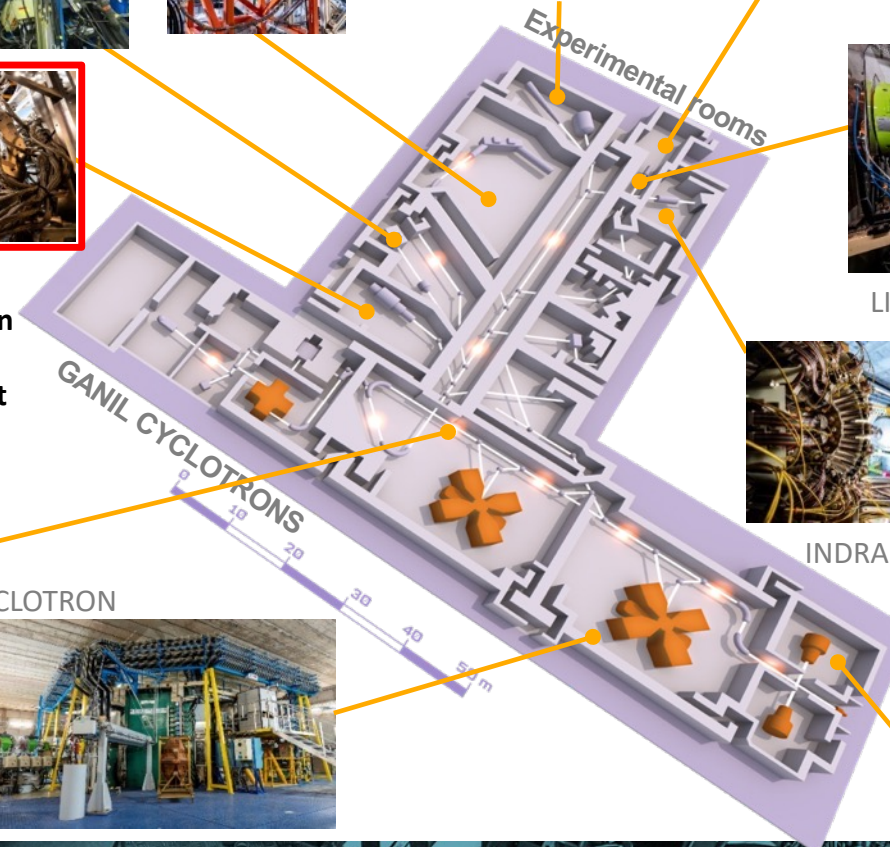 Experimental rooms
LI
n
t
GANIL CYCLOTRONS
0
10
20
30
40
50 m
INDRA
CLOTRON